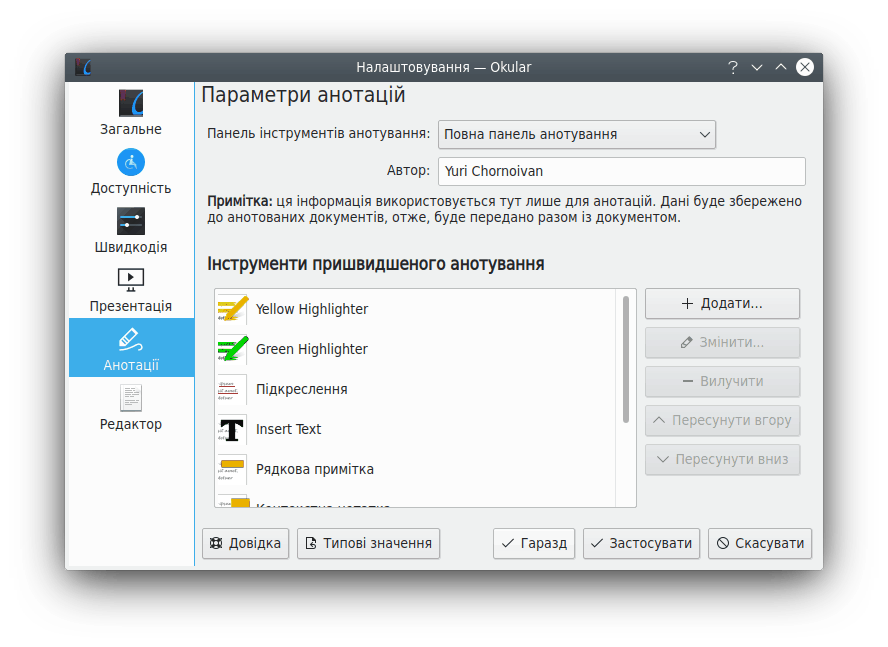 Налаштовування — Okular
Загальне
Доступність
Швидкодія
Презентація
Анотації
Редактор
Параметри анотацій
Панель інструментів анотування: Повна панель анотування
Автор: Yuri Chornoivan
Примітка: ця інформація використовується тут лише для анотацій. Дані буде збережено
до анотованих документів, отже, буде передано разом із документом.
Інструменти пришвидшеного анотування
Yellow Highlighter
Green Highlighter
Підкреслення
Insert Text
Рядкова примітка
Додати...
Змінити...
Вилучити
Пересунути вгору
Пересунути вниз
Довідка
Типові значення
Гаразд
Застосувати
Скасувати